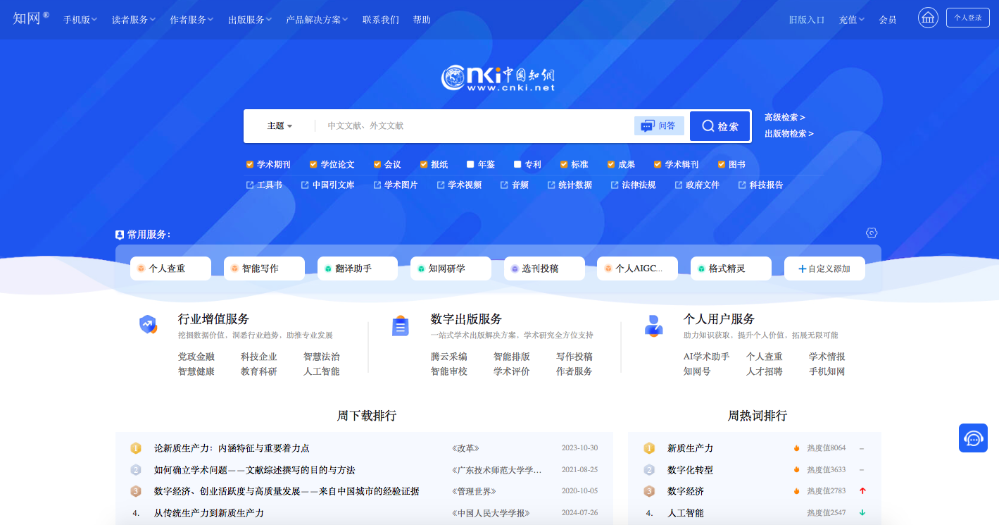 知网® 手机版 读者服务 作者服务 出版服务 产品解决方案 联系我们 帮助 旧版入口 充值 会员 个人登录
cnki 中国知网
www.cnki.net
主题 中文文献、外文文献 问答 检索
高级检索 >
出版物检索 >
学术期刊 学位论文 会议 报纸 年鉴 专利 标准 成果 学术辑刊 图书
工具书 中国引文库 学术图片 学术视频 音频 统计数据 法律法规 政府文件 科技报告
常用服务：
个人查重 智能写作 翻译助手 知网研学 选刊投稿 个人AIGC... 格式精灵 +自定义添加
行业增值服务
挖掘数据价值，洞悉行业趋势，助推专业发展
党政金融 科技企业 智慧法治
智慧健康 教育科研 人工智能
数字出版服务
一站式学术出版解决方案，学术研究全方位支持
腾云采编 智能排版 写作投稿
智能审校 学术评价 作者服务
个人用户服务
助力知识获取，提升个人价值，拓展无限可能
AI学术助手 个人查重 学术情报
知网号 人才招聘 手机知网
周下载排行
1 论新质生产力：内涵特征与重要着力点 《改革》 2023-10-30
2 如何确立学术问题——文献综述撰写的目的与方法 《广东技术师范大学学... 2021-08-25
3 数字经济、创业活跃度与高质量发展——来自中国城市的经验证据 《管理世界》 2020-10-05
4. 从传统生产力到新质生产力 《中国人民大学学报》 2024-07-26
周热词排行
1 新质生产力 热度值8064 –
2 数字化转型 热度值3633 –
3 数字经济 热度值2783 ↑
4. 人工智能 热度值2547 ↓